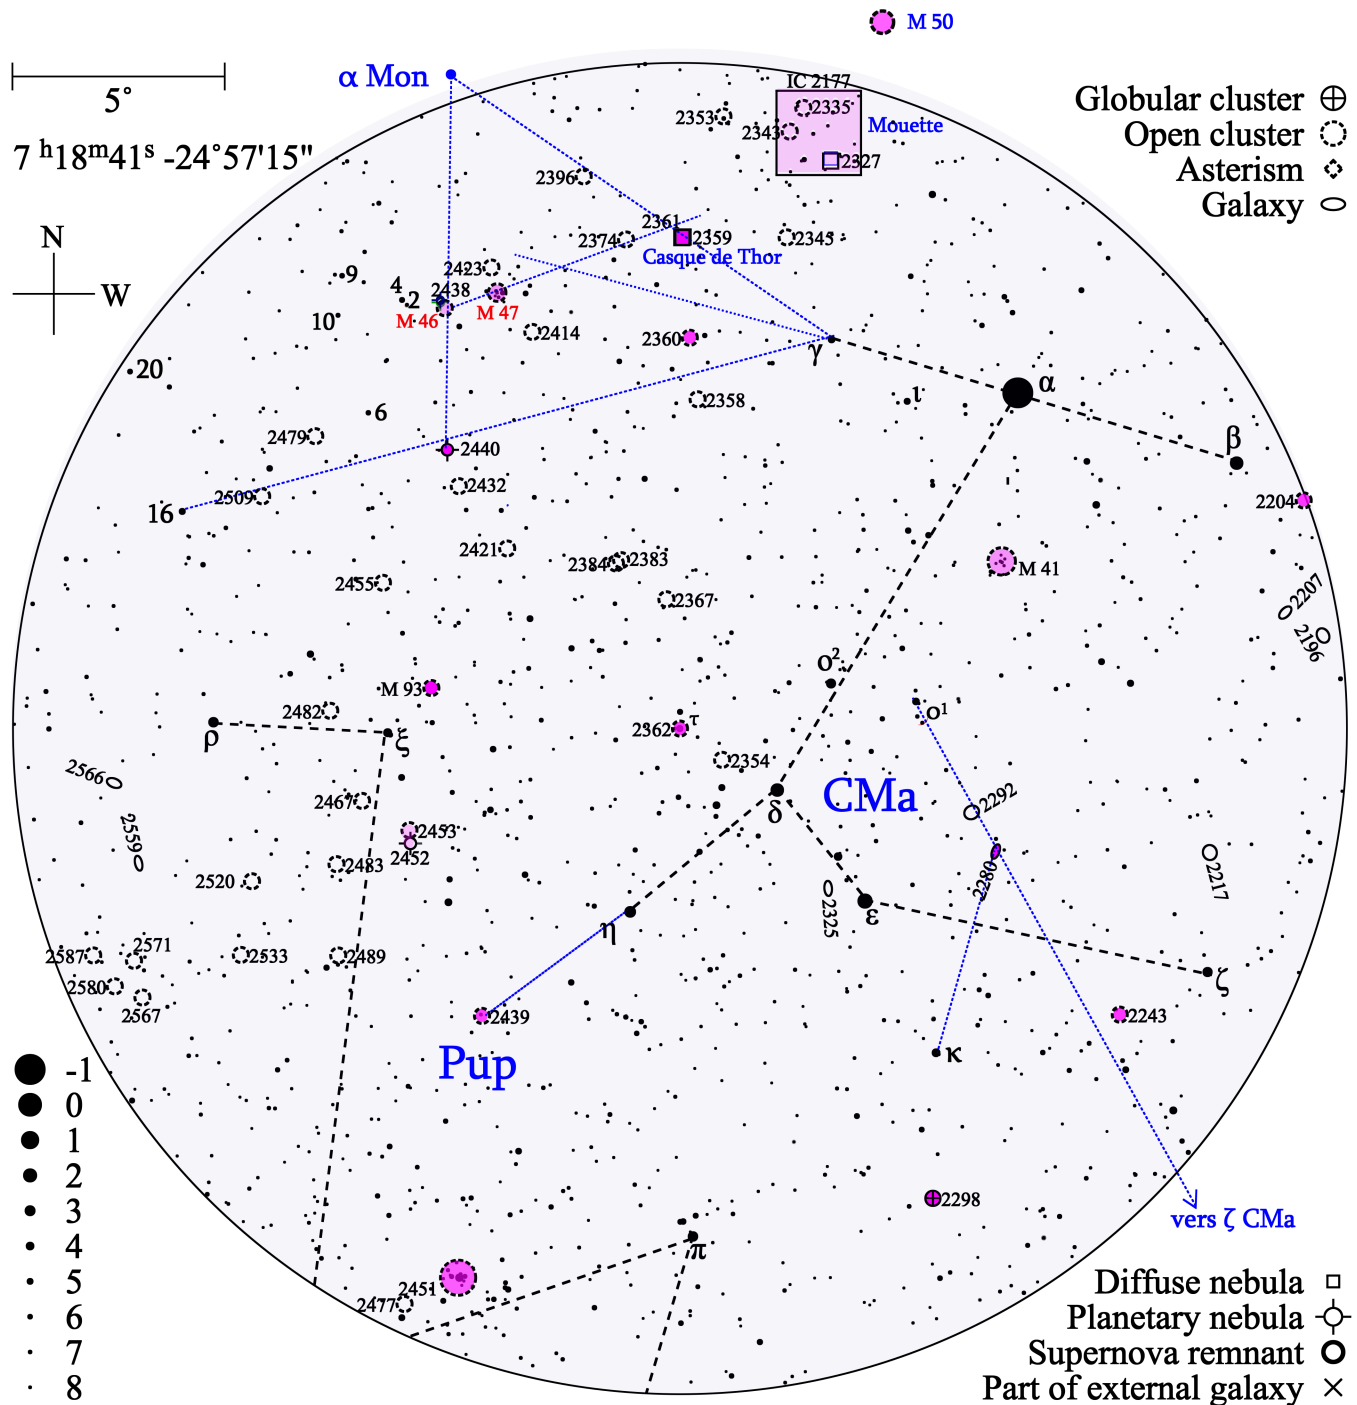 M 50
α Mon
5°
7 h18m41s -24°57'15"
IC 2177
2335
2353
2343
Mouette
2327
Globular cluster
Open cluster
Asterism
Galaxy
N
W
2396
2361
2374
2359
2345
Casque de Thor
9
2423
4
2
2438
M 46
M 47
10
2414
2360
γ
20
α
ι
6
2358
β
2479
2440
2509
2432
16
2204
2421
2384
2383
M 41
2455
2367
2207
2196
ο2
M 93
2482
ο1
ρ
ξ
2362
τ
2354
2566
CMa
2292
2467
δ
2559
2453
2452
2483
2520
2280
2217
2325
ε
η
2587
2571
2533
2489
ζ
2580
2567
2439
2243
Pup
κ
-1
0
1
2
3
4
5
6
7
8
2298
vers ζ CMa
π
2451
2477
Diffuse nebula
Planetary nebula
Supernova remnant
Part of external galaxy